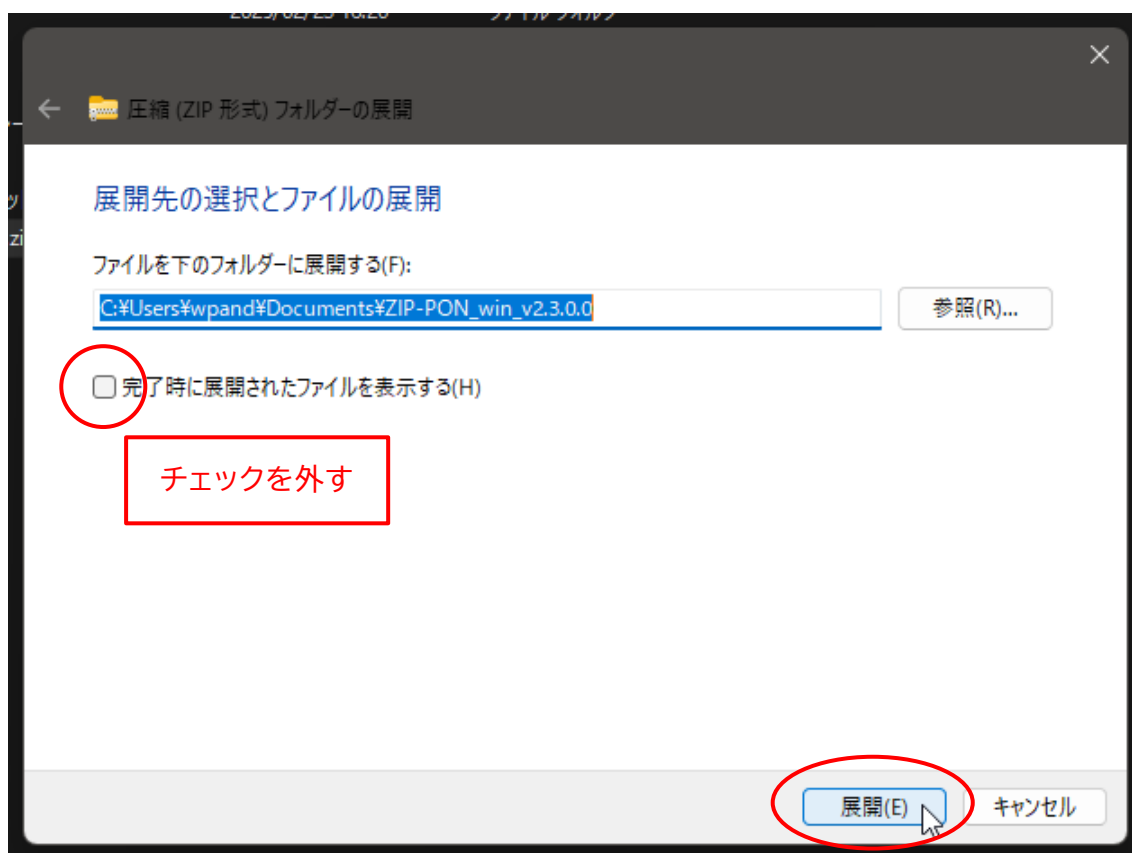 圧縮 (ZIP 形式) フォルダーの展開
展開先の選択とファイルの展開
ファイルを下のフォルダーに展開する(F):
C:¥Users¥wpand¥Documents¥ZIP-PON_win_v2.3.0.0
参照(R)...
完了時に展開されたファイルを表示する(H)
チェックを外す
展開(E)
キャンセル